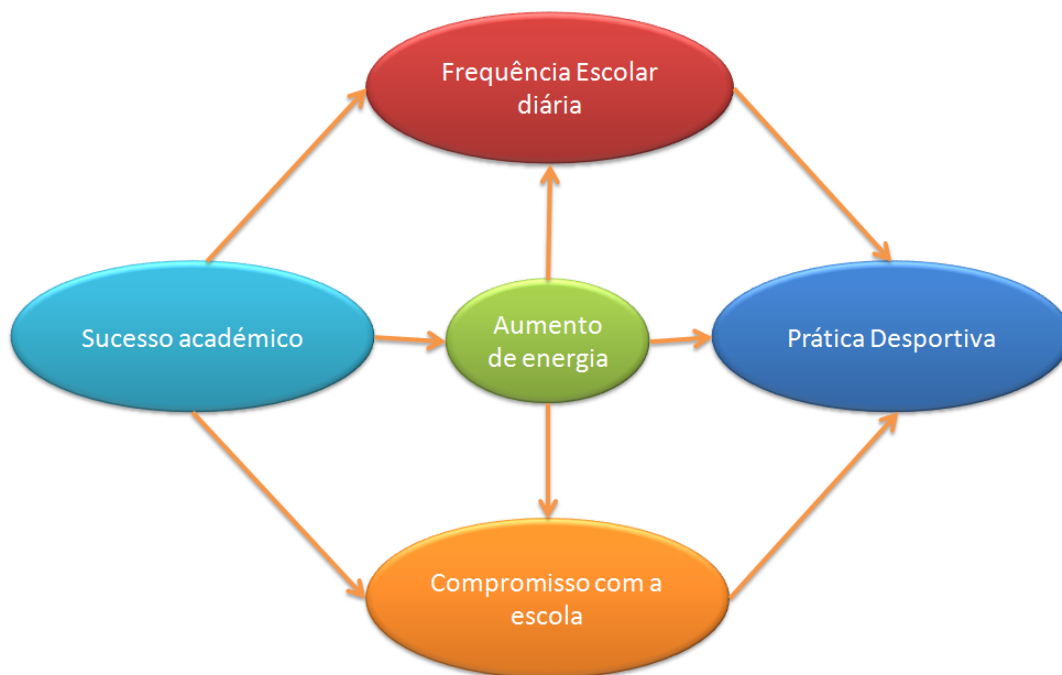 Frequência Escolar
diária
Sucesso académico
Aumento
de energia
Prática Desportiva
Compromisso com a
escola